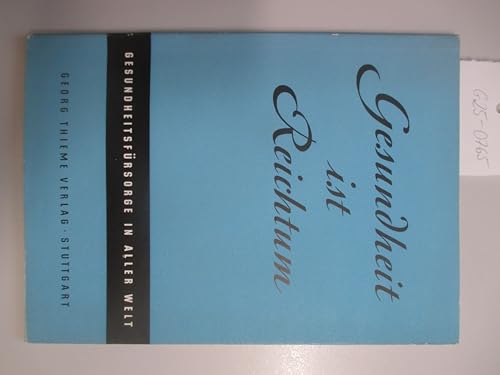 Gesundheit
ist
Reichtum
GESUNDHEITSFÜRSORGE IN ALLER WELT
GEORG THIEME VERLAG · STUTTGART
G25-0765